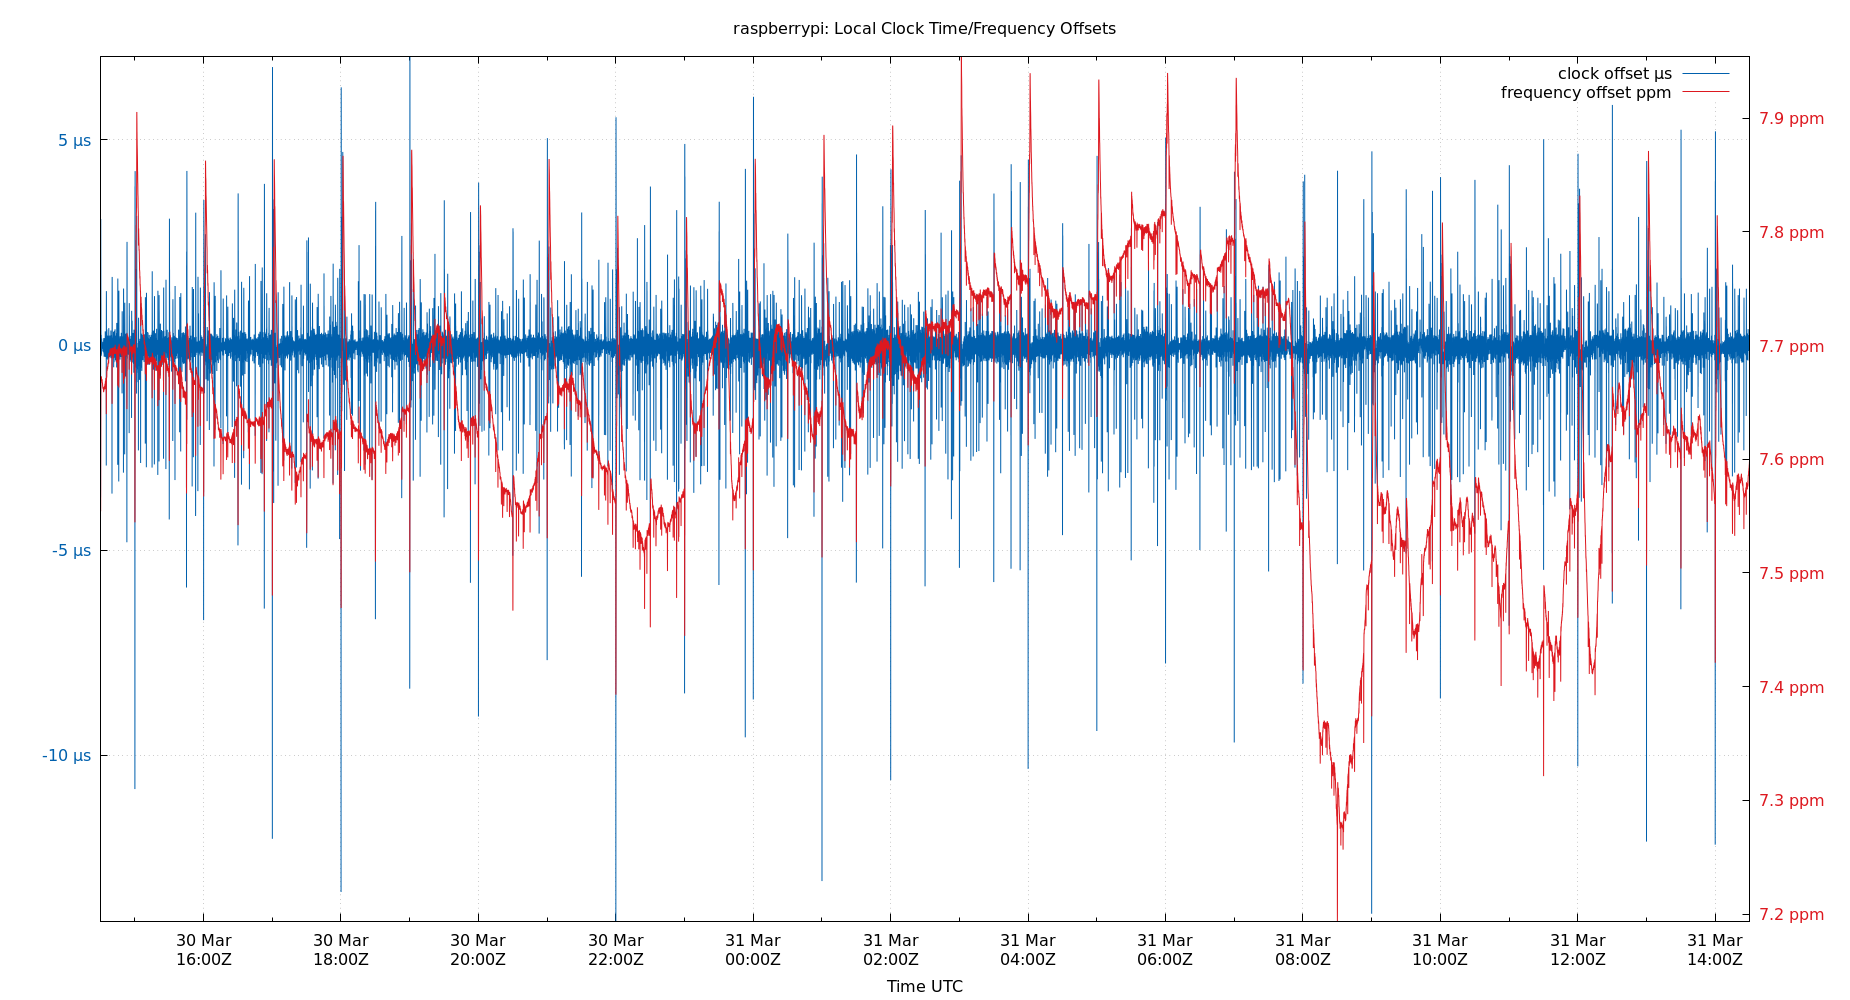 raspberrypi: Local Clock Time/Frequency Offsets
clock offset µs
frequency offset ppm
5 µs
0 µs
-5 µs
-10 µs
7.9 ppm
7.8 ppm
7.7 ppm
7.6 ppm
7.5 ppm
7.4 ppm
7.3 ppm
7.2 ppm
30 Mar
16:00Z
30 Mar
18:00Z
30 Mar
20:00Z
30 Mar
22:00Z
31 Mar
00:00Z
31 Mar
02:00Z
31 Mar
04:00Z
31 Mar
06:00Z
31 Mar
08:00Z
31 Mar
10:00Z
31 Mar
12:00Z
31 Mar
14:00Z
Time UTC